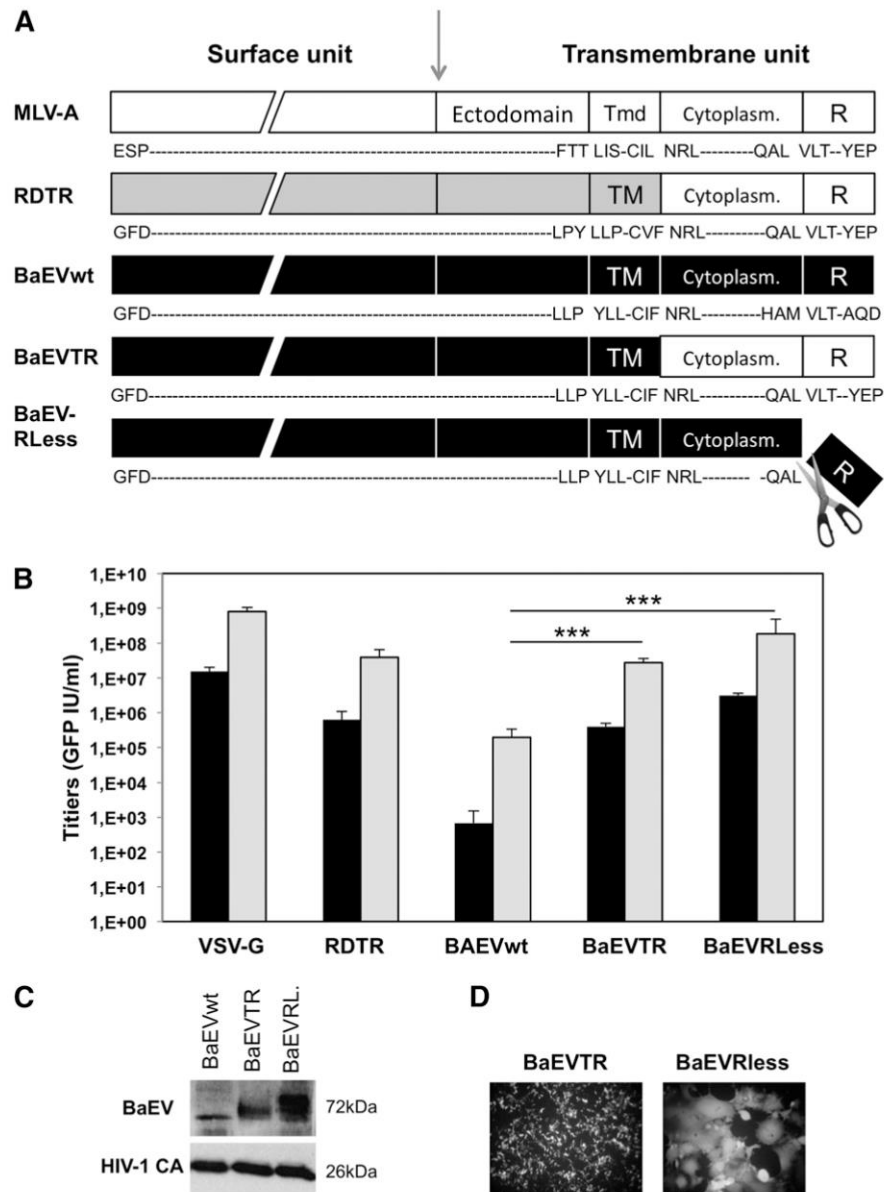 A
Surface unit Transmembrane unit
MLV-A Ectodomain Tmd Cytoplasm. R
ESP--------------------------------------------------------FTT LIS-CIL NRL---------QAL VLT--YEP
RDTR TM Cytoplasm. R
GFD--------------------------------------------------------LPY LLP-CVF NRL----------QAL VLT-YEP
BaEVwt TM Cytoplasm. R
GFD--------------------------------------------------------LLP YLL-CIF NRL----------HAM VLT-AQD
BaEVTR TM Cytoplasm. R
GFD--------------------------------------------------------LLP YLL-CIF NRL----------QAL VLT--YEP
BaEV-
RLess TM Cytoplasm. R
GFD--------------------------------------------------------LLP YLL-CIF NRL------- -QAL
B
Titiers (GFP IU/ml)
1,E+10
1,E+09
1,E+08
1,E+07
1,E+06
1,E+05
1,E+04
1,E+03
1,E+02
1,E+01
1,E+00
***
***
VSV-G RDTR BAEVwt BaEVTR BaEVRLess
C
BaEVwt BaEVTR BaEVRL.
BaEV 72kDa
HIV-1 CA 26kDa
D
BaEVTR BaEVRless